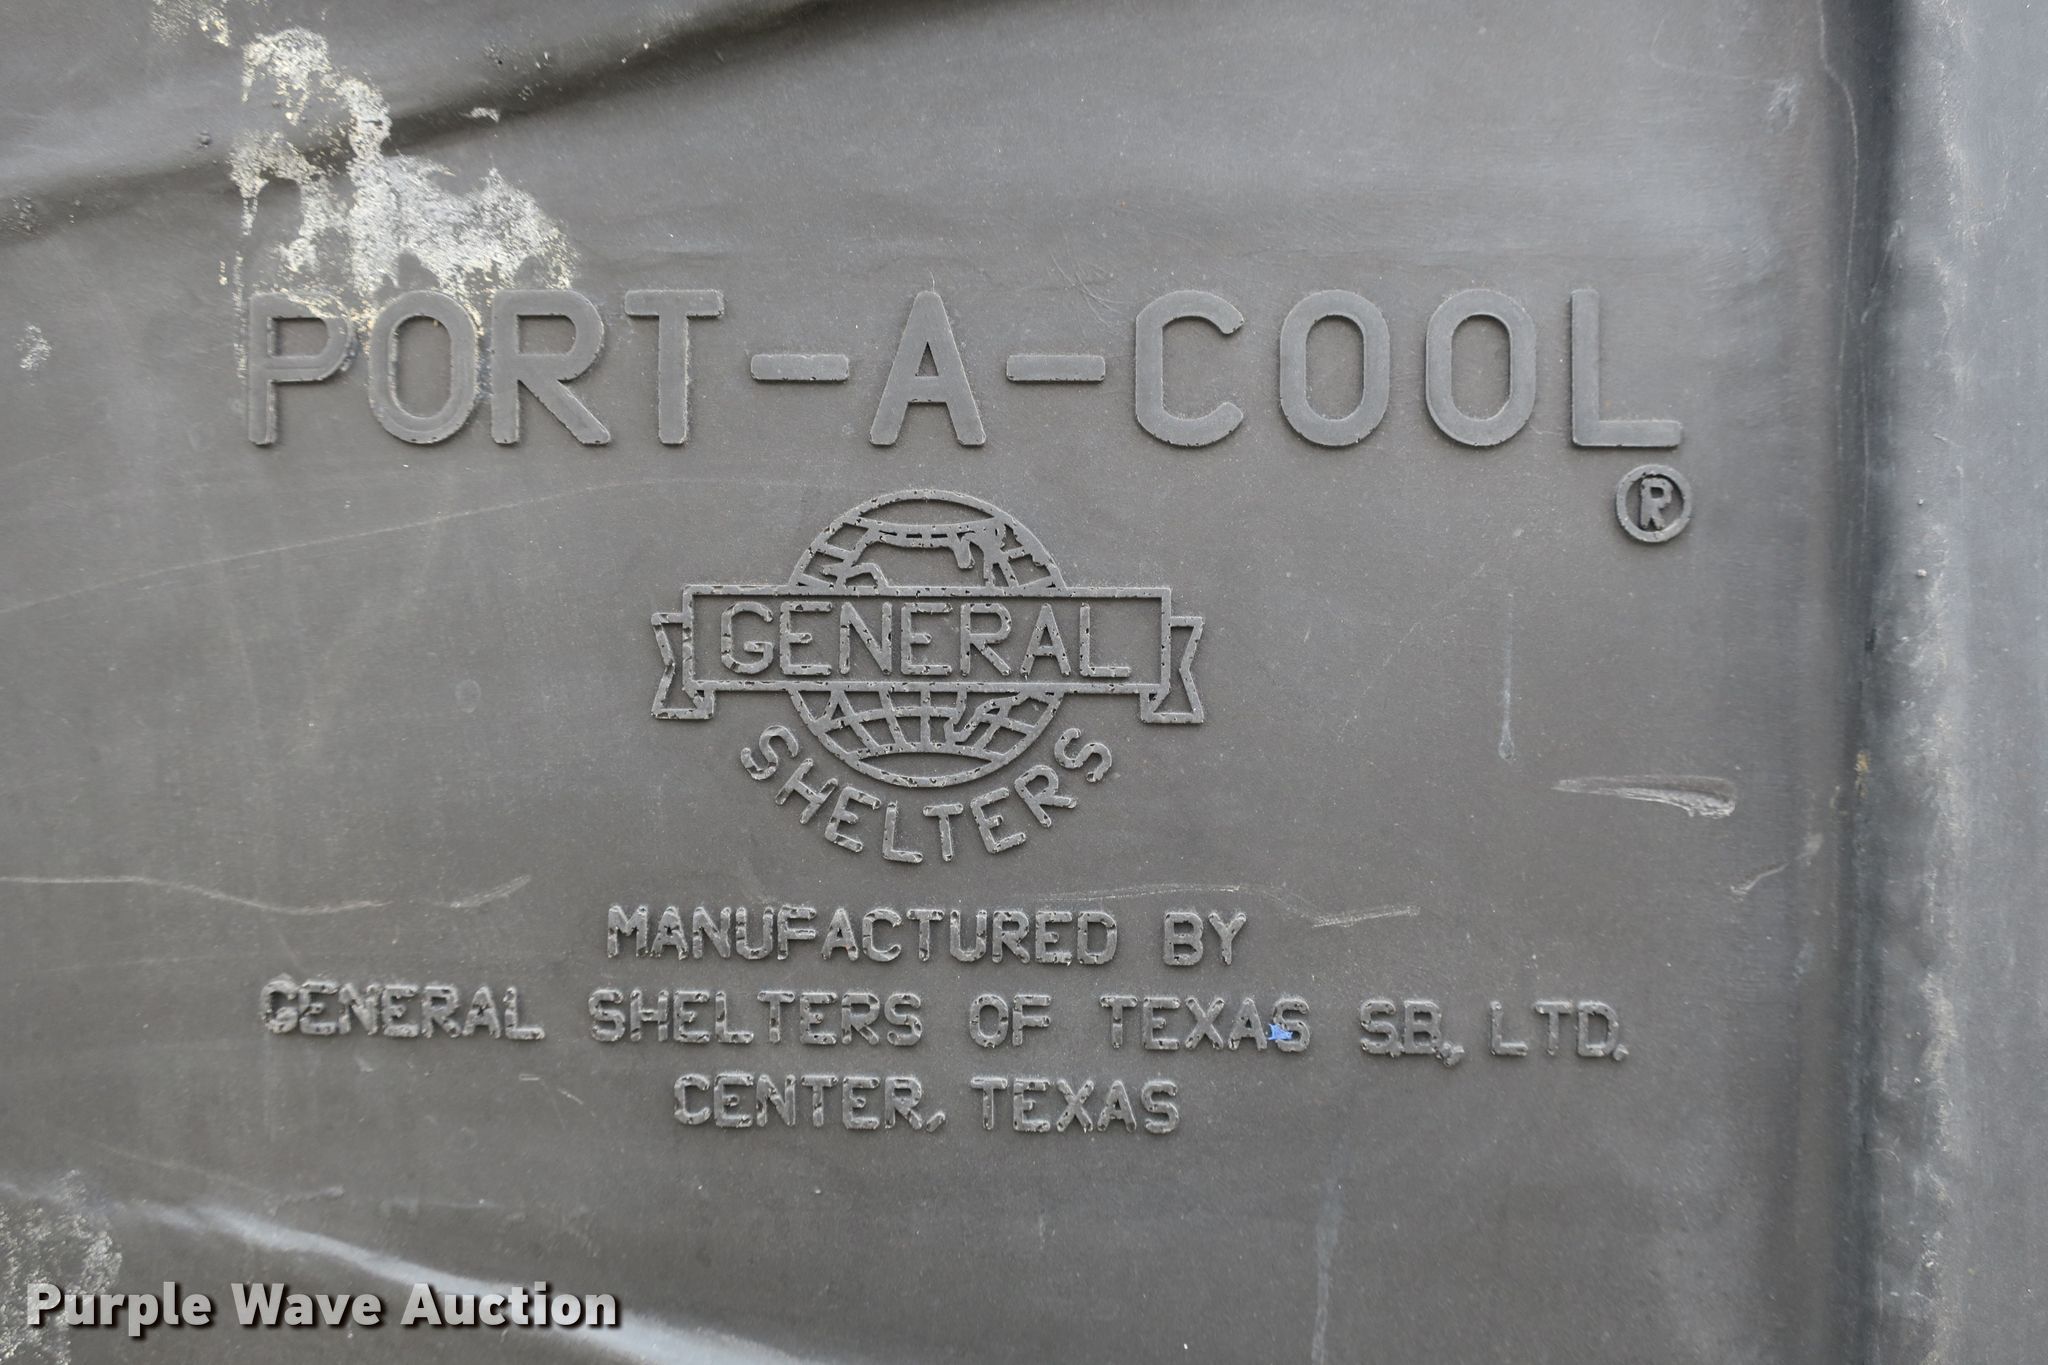 PORT-A-COOL
®
GENERAL
SHELTERS
MANUFACTURED BY
GENERAL SHELTERS OF TEXAS S.B., LTD.
CENTER, TEXAS
Purple Wave Auction